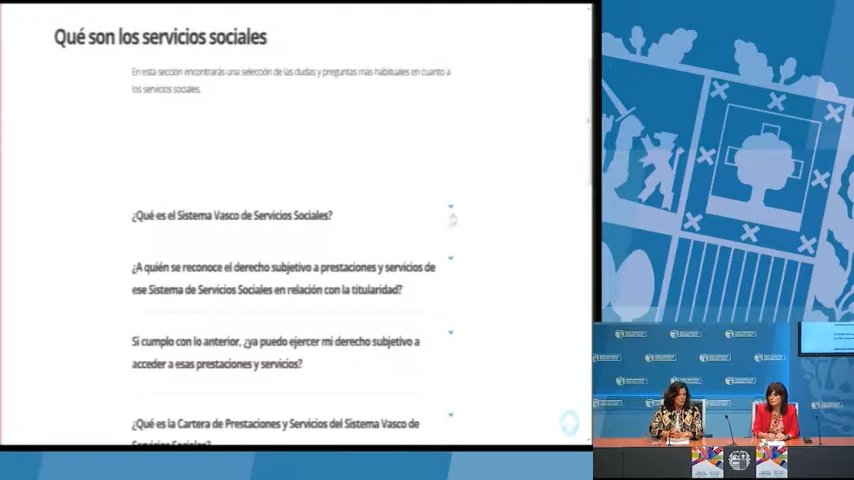 Qué son los servicios sociales
En esta sección encontrarás una selección de las dudas y preguntas más habituales en cuanto a
los servicios sociales.
¿Qué es el Sistema Vasco de Servicios Sociales?
¿A quién se reconoce el derecho subjetivo a prestaciones y servicios de
ese Sistema de Servicios Sociales en relación con la titularidad?
Si cumplo con lo anterior, ¿ya puedo ejercer mi derecho subjetivo a
acceder a esas prestaciones y servicios?
¿Qué es la Cartera de Prestaciones y Servicios del Sistema Vasco de
Servicios Sociales?